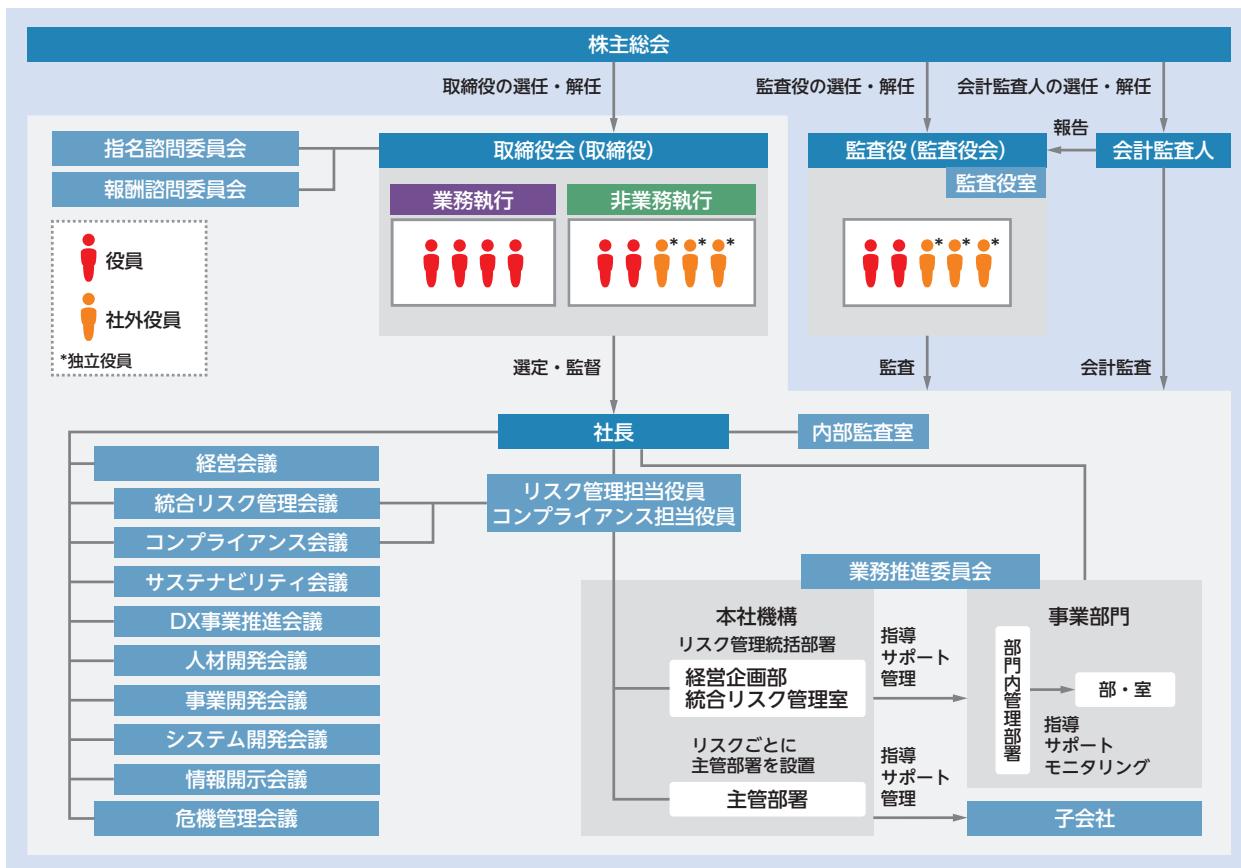 株主総会
取締役の選任・解任
監査役の選任・解任
会計監査人の選任・解任
指名諮問委員会
報酬諮問委員会
取締役会(取締役)
監査役(監査役会)
報告
会計監査人
監査役室
業務執行
非業務執行
***
***
役員
社外役員
*独立役員
選定・監督
監査
会計監査
社長
内部監査室
経営会議
統合リスク管理会議
コンプライアンス会議
サステナビリティ会議
DX事業推進会議
人材開発会議
事業開発会議
システム開発会議
情報開示会議
危機管理会議
リスク管理担当役員
コンプライアンス担当役員
業務推進委員会
本社機構
リスク管理統括部署
経営企画部
統合リスク管理室
リスクごとに
主管部署を設置
主管部署
指導
サポート
管理
指導
サポート
管理
事業部門
部門内管理部署
部・室
指導
サポート
モニタリング
子会社